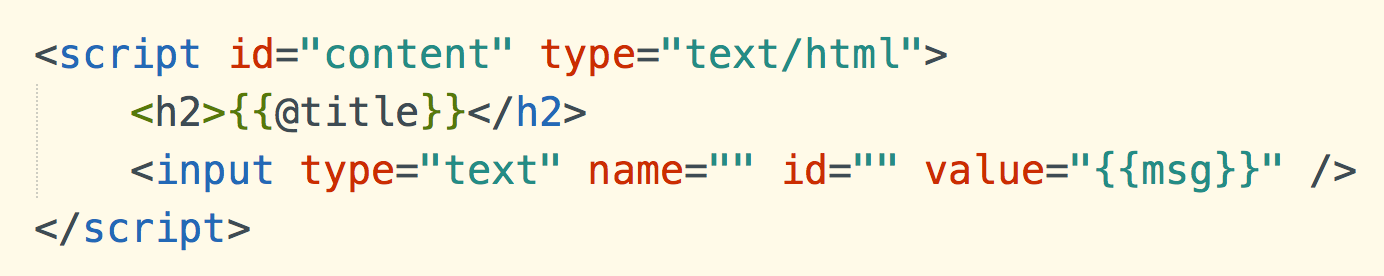 <script id="content" type="text/html">
<h2>{{@title}}</h2>
<input type="text" name="" id="" value="{{msg}}" />
</script>